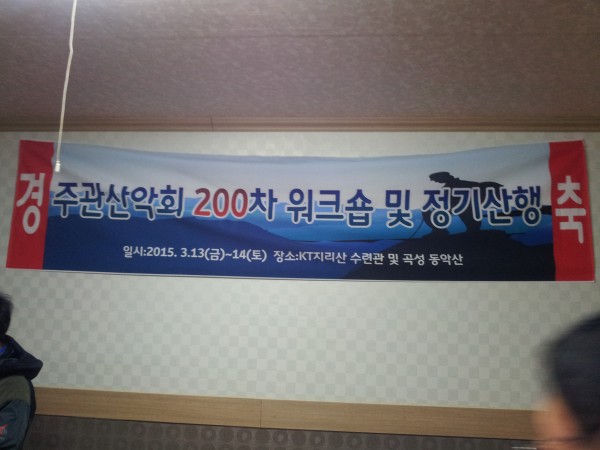 경 주관산악회 200차 워크숍 및 정기산행 축
일시:2015. 3.13(금)~14(토) 장소:KT지리산 수련관 및 곡성 동악산